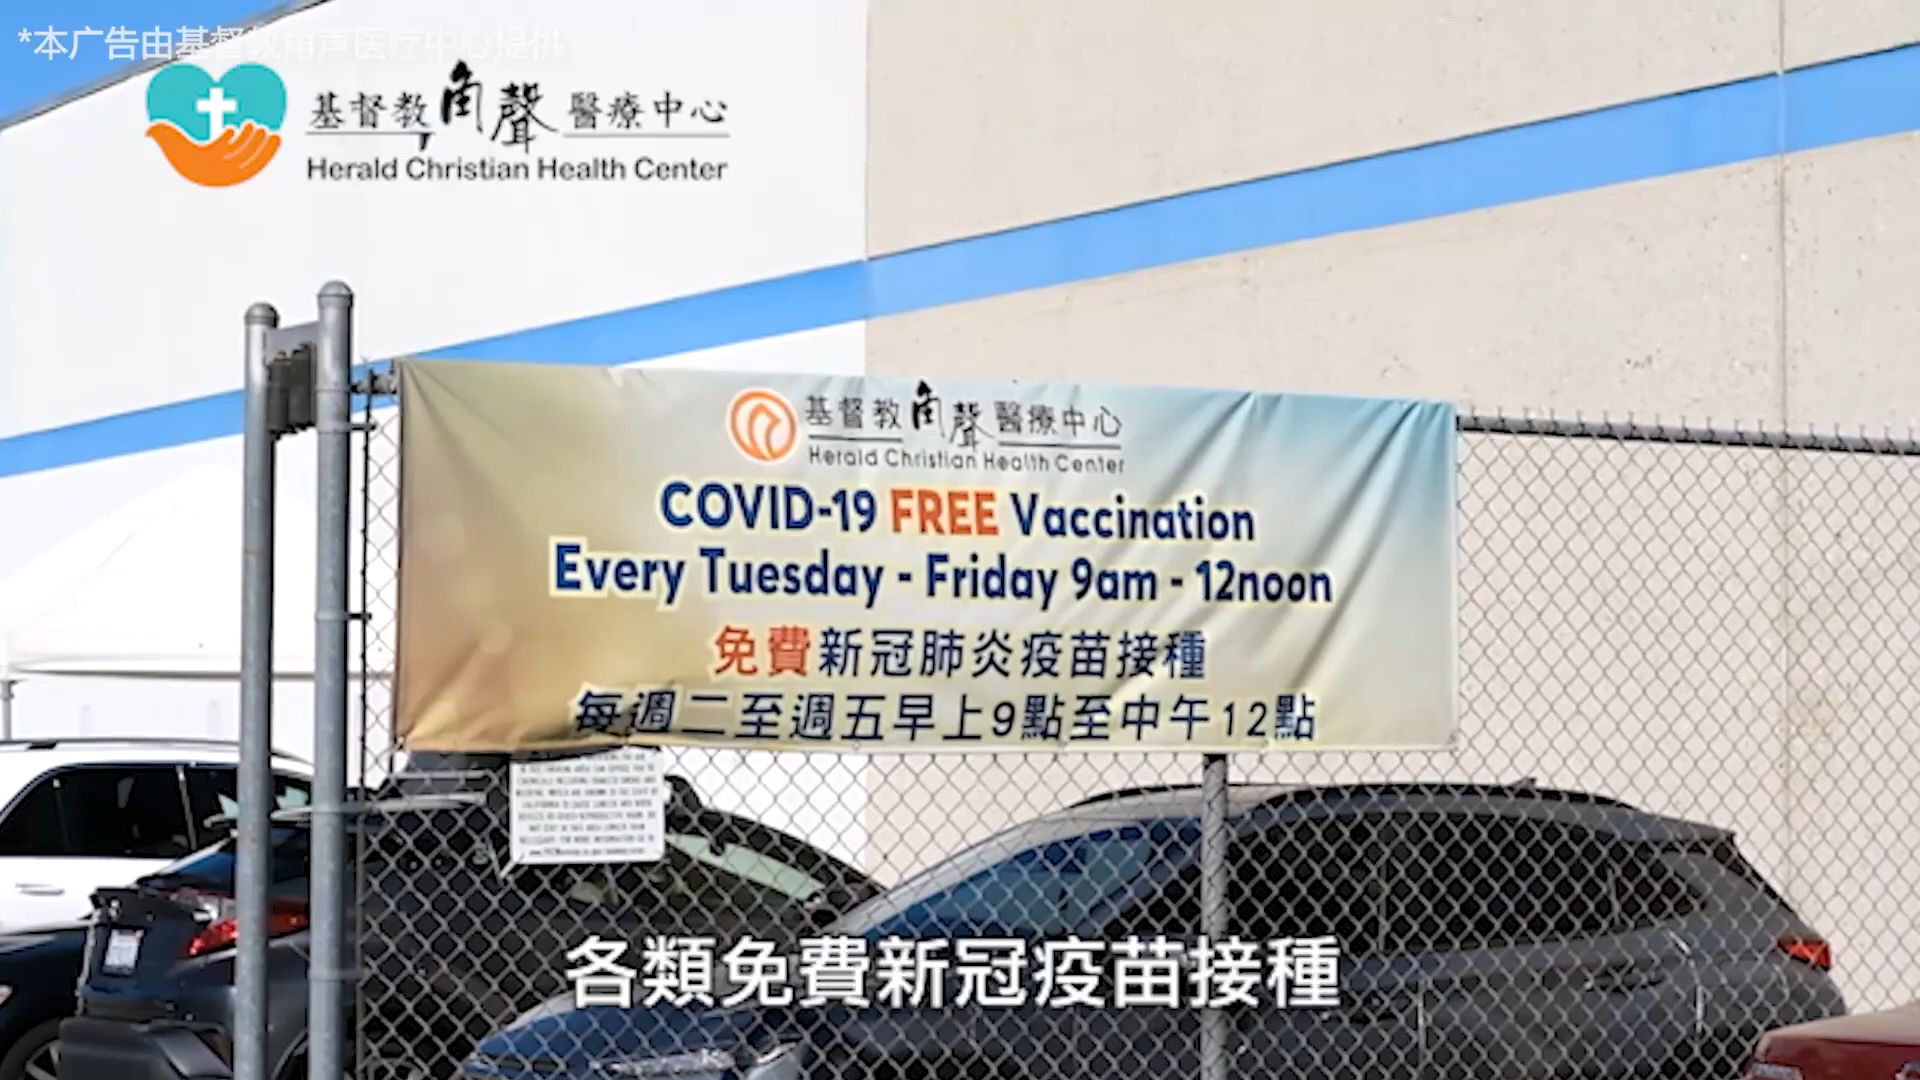 *本广告由基督教角声医疗中心提供
基督教角聲醫療中心
Herald Christian Health Center
基督教角聲醫療中心
Herald Christian Health Center
COVID-19 FREE Vaccination
Every Tuesday - Friday 9am - 12noon
免費新冠肺炎疫苗接種
每週二至週五早上9點至中午12點
各類免費新冠疫苗接種